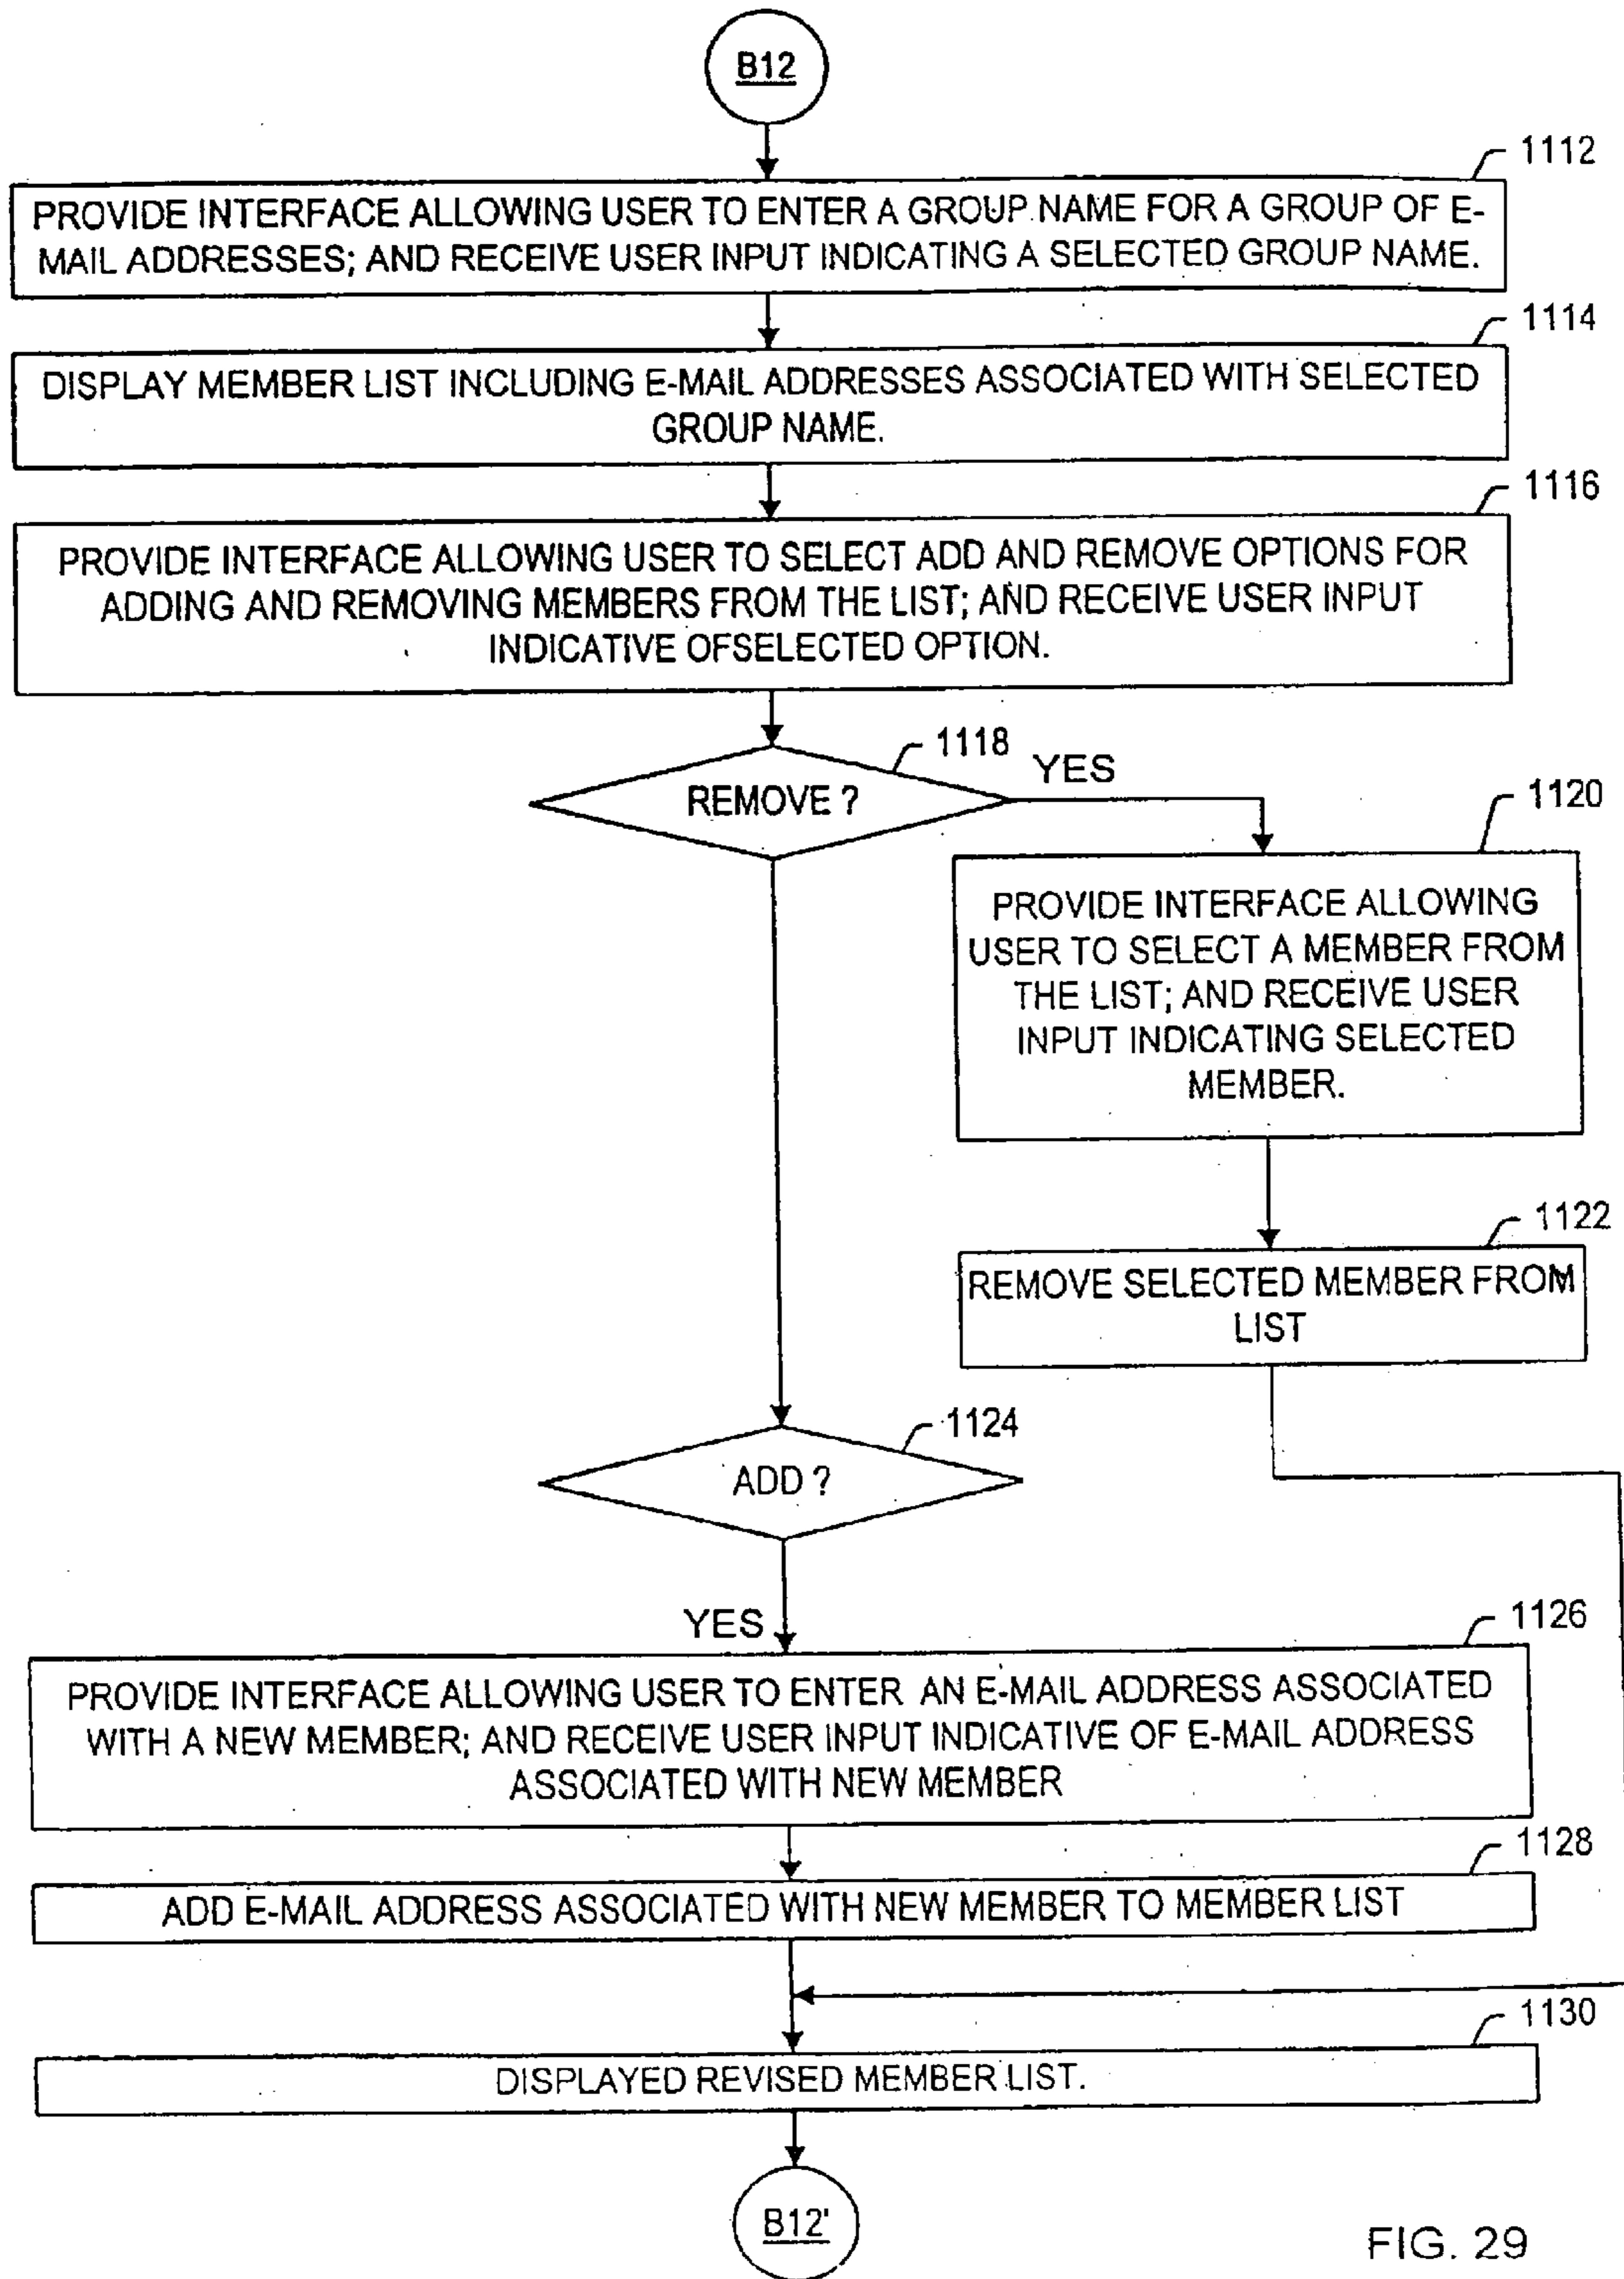 B12
1112
PROVIDE INTERFACE ALLOWING USER TO ENTER A GROUP NAME FOR A GROUP OF E-
MAIL ADDRESSES; AND RECEIVE USER INPUT INDICATING A SELECTED GROUP NAME.
1114
DISPLAY MEMBER LIST INCLUDING E-MAIL ADDRESSES ASSOCIATED WITH SELECTED
GROUP NAME.
1116
PROVIDE INTERFACE ALLOWING USER TO SELECT ADD AND REMOVE OPTIONS FOR
ADDING AND REMOVING MEMBERS FROM THE LIST; AND RECEIVE USER INPUT
INDICATIVE OFSELECTED OPTION.
1118
REMOVE ?
YES
1120
PROVIDE INTERFACE ALLOWING
USER TO SELECT A MEMBER FROM
THE LIST; AND RECEIVE USER
INPUT INDICATING SELECTED
MEMBER.
1122
REMOVE SELECTED MEMBER FROM
LIST
1124
ADD ?
YES
1126
PROVIDE INTERFACE ALLOWING USER TO ENTER AN E-MAIL ADDRESS ASSOCIATED
WITH A NEW MEMBER; AND RECEIVE USER INPUT INDICATIVE OF E-MAIL ADDRESS
ASSOCIATED WITH NEW MEMBER
1128
ADD E-MAIL ADDRESS ASSOCIATED WITH NEW MEMBER TO MEMBER LIST
1130
DISPLAYED REVISED MEMBER LIST.
B12'
FIG. 29